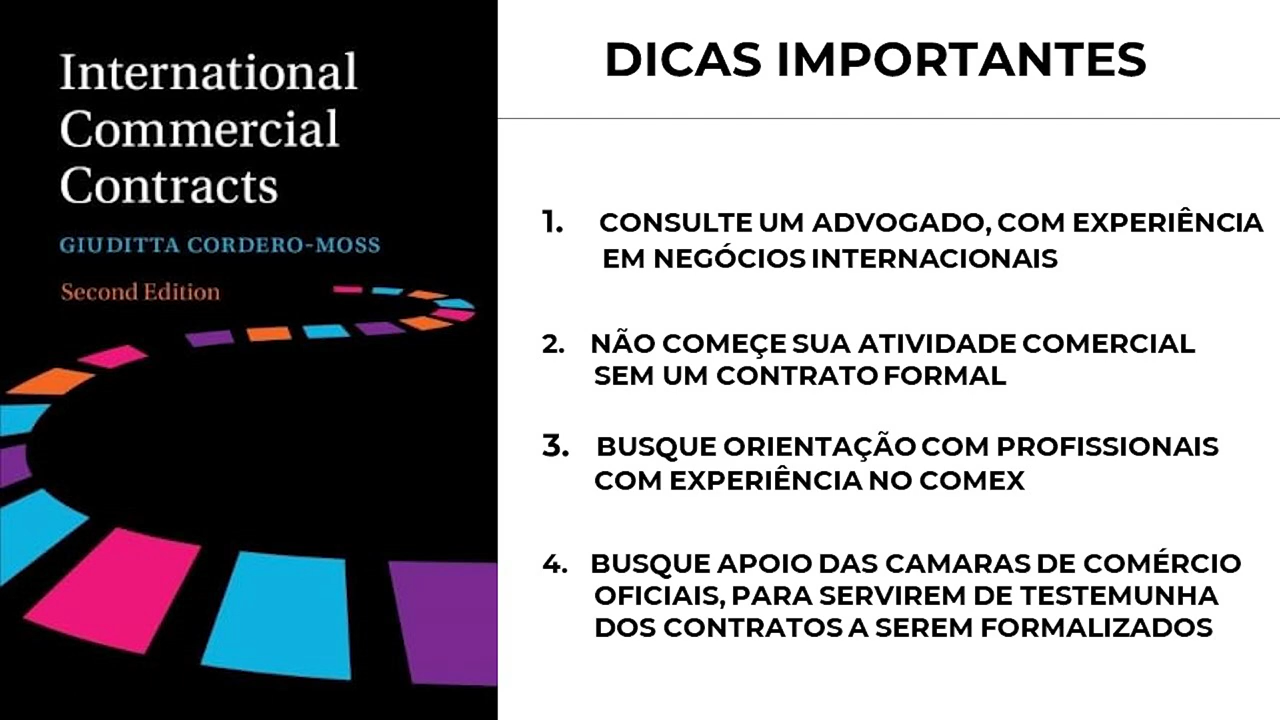 International
Commercial
Contracts
GIUDITTA CORDERO-MOSS
Second Edition
DICAS IMPORTANTES
1. CONSULTE UM ADVOGADO, COM EXPERIÊNCIA
EM NEGÓCIOS INTERNACIONAIS
2. NÃO COMEÇE SUA ATIVIDADE COMERCIAL
SEM UM CONTRATO FORMAL
3. BUSQUE ORIENTAÇÃO COM PROFISSIONAIS
COM EXPERIÊNCIA NO COMEX
4. BUSQUE APOIO DAS CAMARAS DE COMÉRCIO
OFICIAIS, PARA SERVIREM DE TESTEMUNHA
DOS CONTRATOS A SEREM FORMALIZADOS